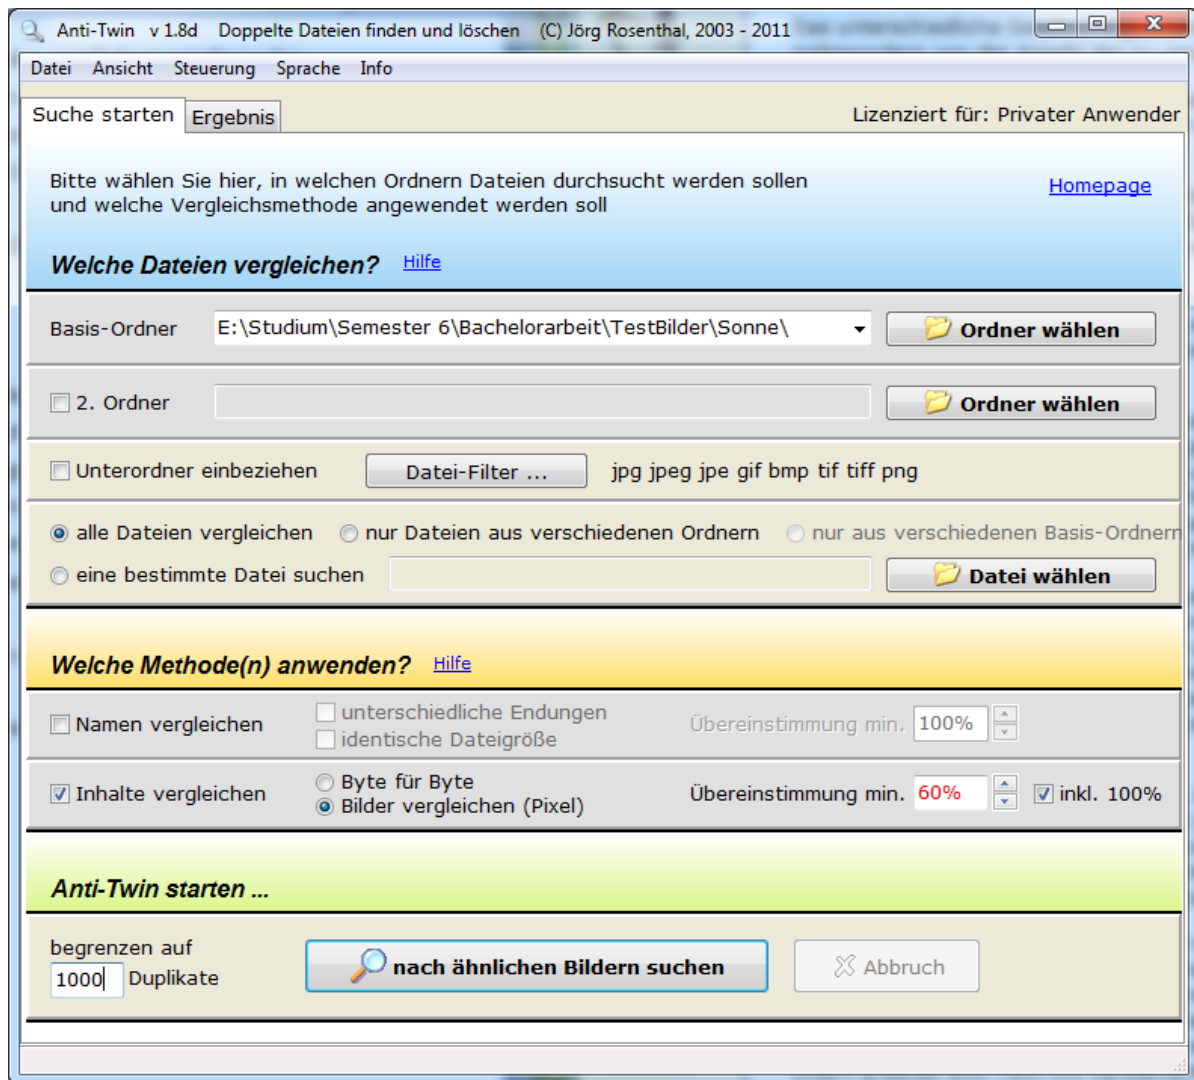 Anti-Twin v 1.8d Doppelte Dateien finden und löschen (C) Jörg Rosenthal, 2003 - 2011
Datei Ansicht Steuerung Sprache Info
Suche starten Ergebnis Lizenziert für: Privater Anwender
Bitte wählen Sie hier, in welchen Ordnern Dateien durchsucht werden sollen
und welche Vergleichsmethode angewendet werden soll
Homepage
Welche Dateien vergleichen? Hilfe
Basis-Ordner E:\Studium\Semester 6\Bachelorarbeit\TestBilder\Sonne\ Ordner wählen
2. Ordner Ordner wählen
Unterordner einbeziehen Datei-Filter ... jpg jpeg jpe gif bmp tif tiff png
alle Dateien vergleichen nur Dateien aus verschiedenen Ordnern nur aus verschiedenen Basis-Ordnern
eine bestimmte Datei suchen Datei wählen
Welche Methode(n) anwenden? Hilfe
Namen vergleichen unterschiedliche Endungen Übereinstimmung min. 100%
identische Dateigröße
Inhalte vergleichen Byte für Byte Übereinstimmung min. 60% inkl. 100%
Bilder vergleichen (Pixel)
Anti-Twin starten ...
begrenzen auf
1000 Duplikate
nach ähnlichen Bildern suchen Abbruch